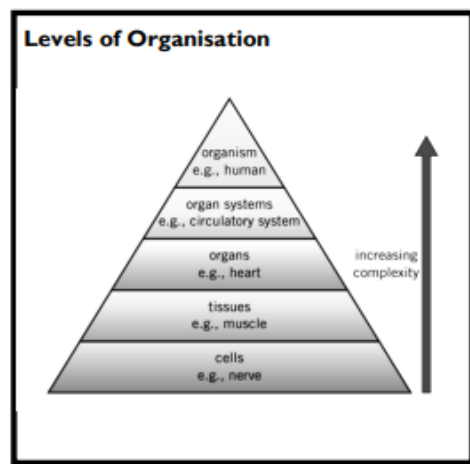 Levels of Organisation
organism
e.g., human
organ systems
e.g., circulatory system
organs
e.g., heart
increasing
complexity
tissues
e.g., muscle
cells
e.g., nerve